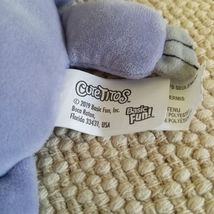 CUTETITOS
© 2019 Basic Fun, Inc.
Boca Raton,
Florida 33431, USA
Basic
Fun!